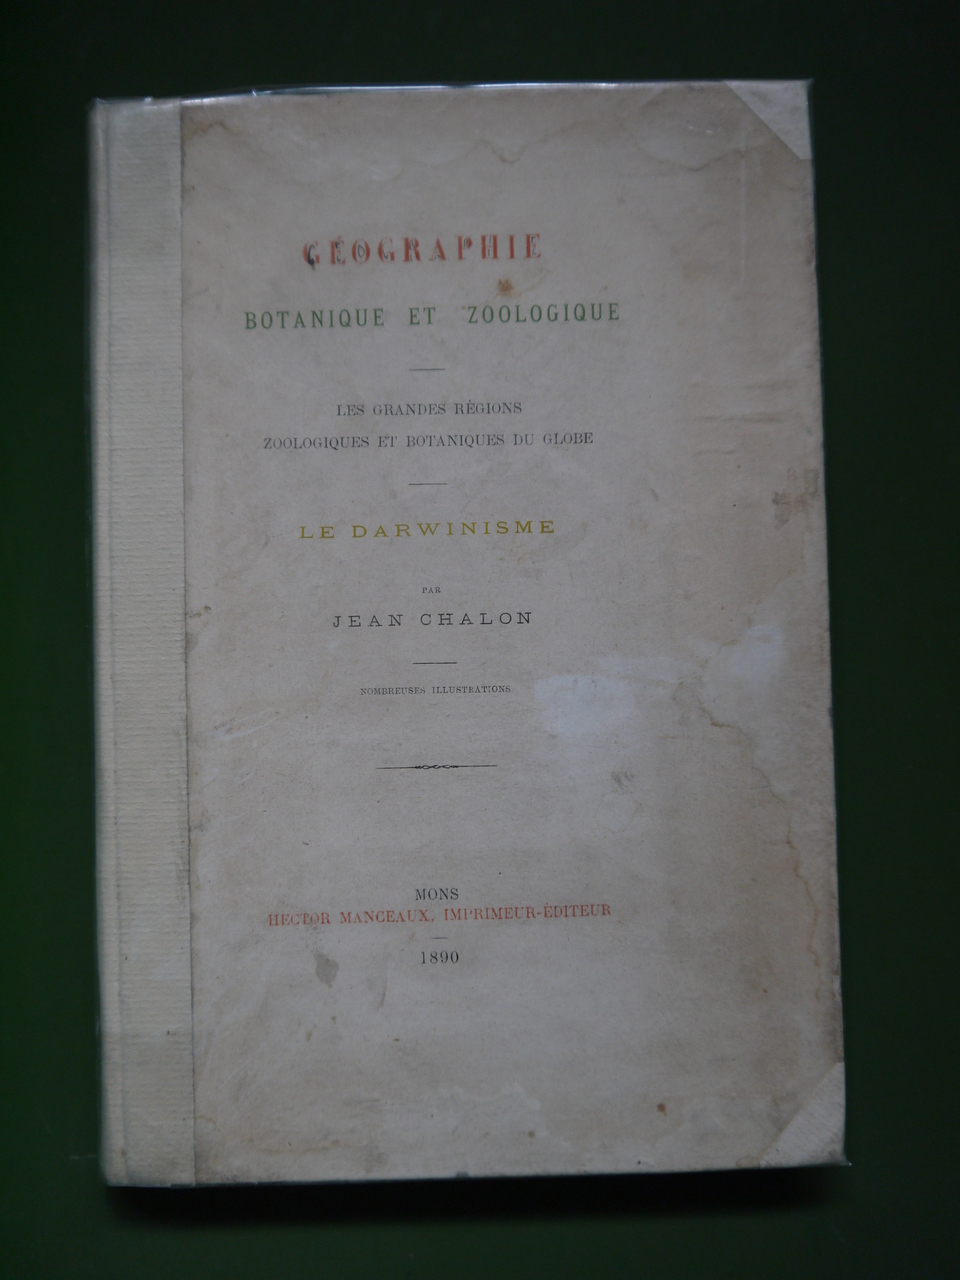 GÉOGRAPHIE
BOTANIQUE ET ZOOLOGIQUE
LES GRANDES RÉGIONS
ZOOLOGIQUES ET BOTANIQUES DU GLOBE
LE DARWINISME
PAR
JEAN CHALON
NOMBREUSES ILLUSTRATIONS
MONS
HECTOR MANCEAUX, IMPRIMEUR-ÉDITEUR
1890